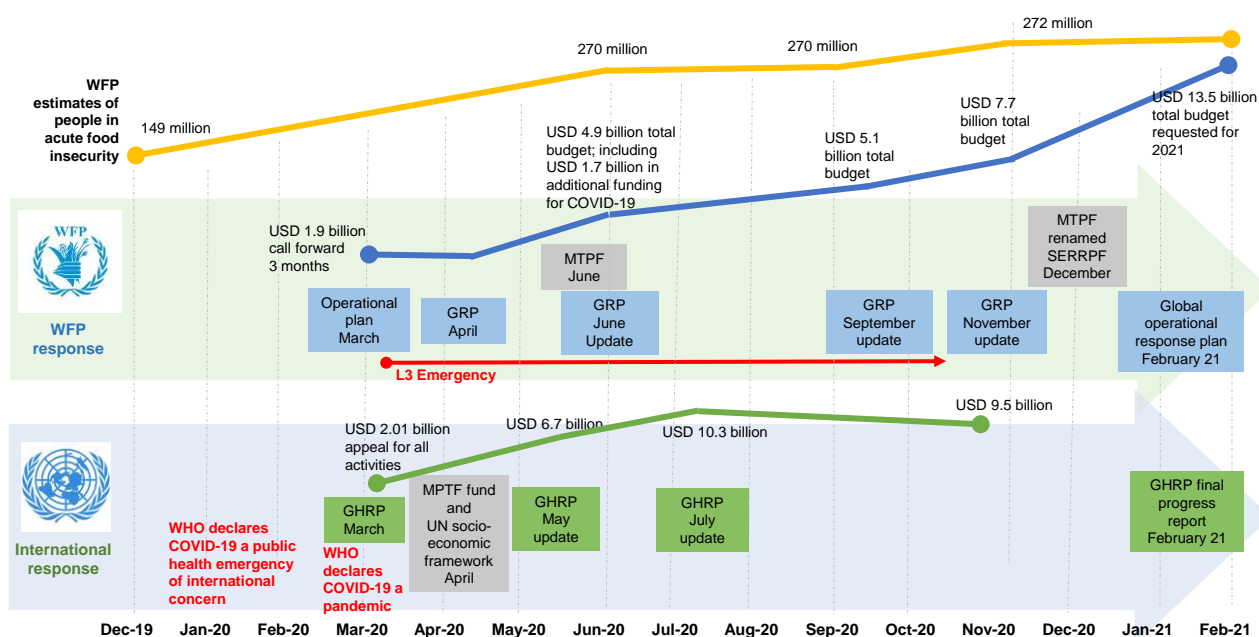 272 million
270 million
270 million
WFP
estimates of
people in
acute food
insecurity
149 million
USD 4.9 billion total
budget; including
USD 1.7 billion in
additional funding
for COVID-19
USD 5.1
billion total
budget
USD 7.7
billion total
budget
USD 13.5 billion
total budget
requested for
2021
WFP
WFP
response
USD 1.9 billion
call forward
3 months
MTPF
June
MTPF
renamed
SERRPF
December
Operational
plan
March
GRP
April
GRP
June
Update
GRP
September
update
GRP
November
update
Global
operational
response plan
February 21
L3 Emergency
USD 2.01 billion
appeal for all
activities
USD 6.7 billion
USD 10.3 billion
USD 9.5 billion
International
response
WHO declares
COVID-19 a public
health emergency
of international
concern
GHRP
March
WHO
declares
COVID-19 a
pandemic
MPTF fund
and
UN socio-
economic
framework
April
GHRP
May
update
GHRP
July
update
GHRP final
progress
report
February 21
Dec-19 Jan-20 Feb-20 Mar-20 Apr-20 May-20 Jun-20 Jul-20 Aug-20 Sep-20 Oct-20 Nov-20 Dec-20 Jan-21 Feb-21